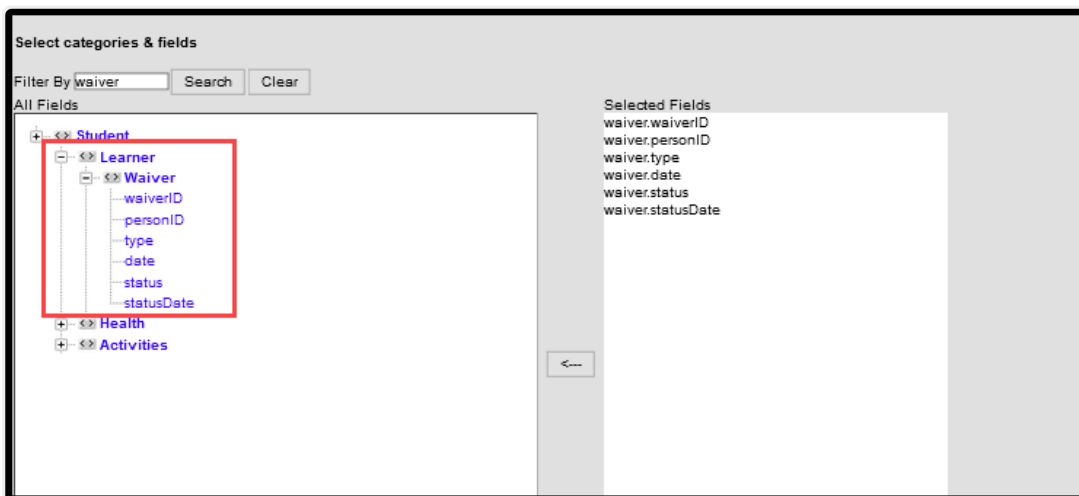 Select categories & fields
Filter By waiver Search Clear
All Fields
Student
Learner
Waiver
waiverID
personID
type
date
status
statusDate
Health
Activities
<---
Selected Fields
waiver.waiverID
waiver.personID
waiver.type
waiver.date
waiver.status
waiver.statusDate